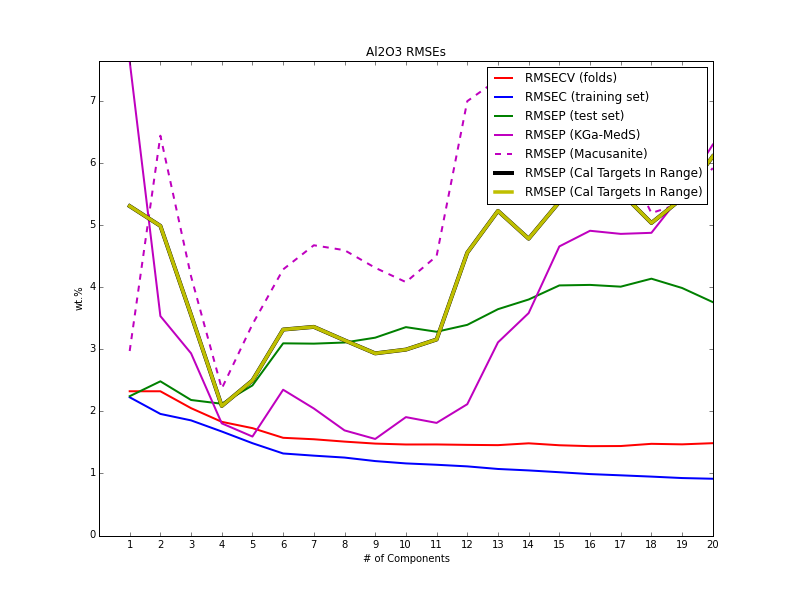 Al2O3 RMSEs
RMSECV (folds)
RMSEC (training set)
RMSEP (test set)
RMSEP (KGa-MedS)
RMSEP (Macusanite)
RMSEP (Cal Targets In Range)
RMSEP (Cal Targets In Range)
7
6
5
4
3
2
1
0
wt.%
1 2 3 4 5 6 7 8 9 10 11 12 13 14 15 16 17 18 19 20
# of Components